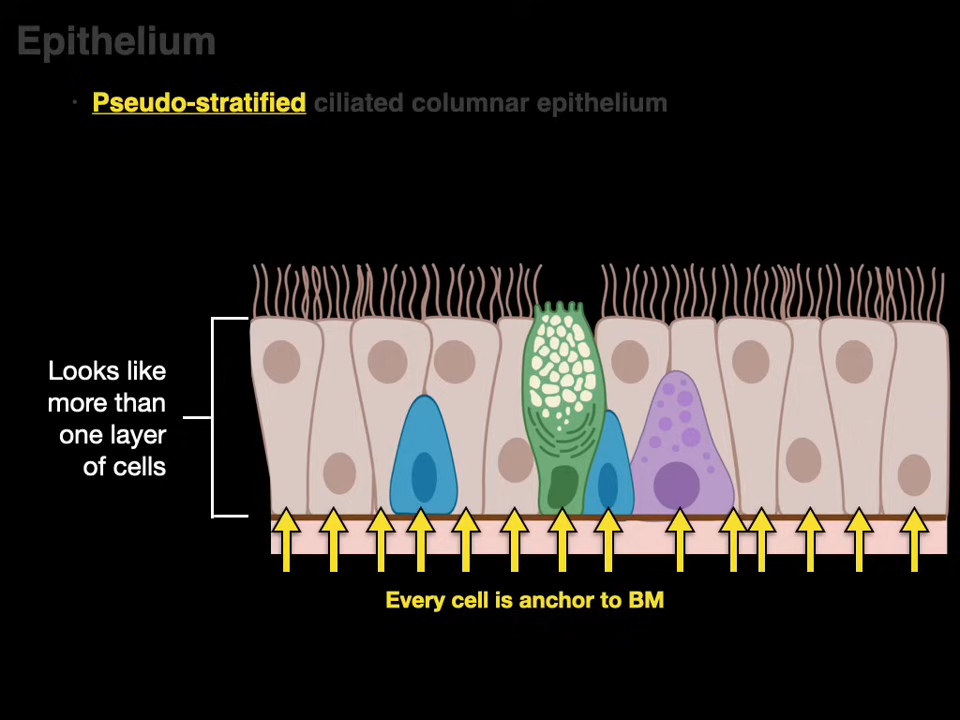 Epithelium
· Pseudo-stratified ciliated columnar epithelium
Looks like
more than
one layer
of cells
Every cell is anchor to BM